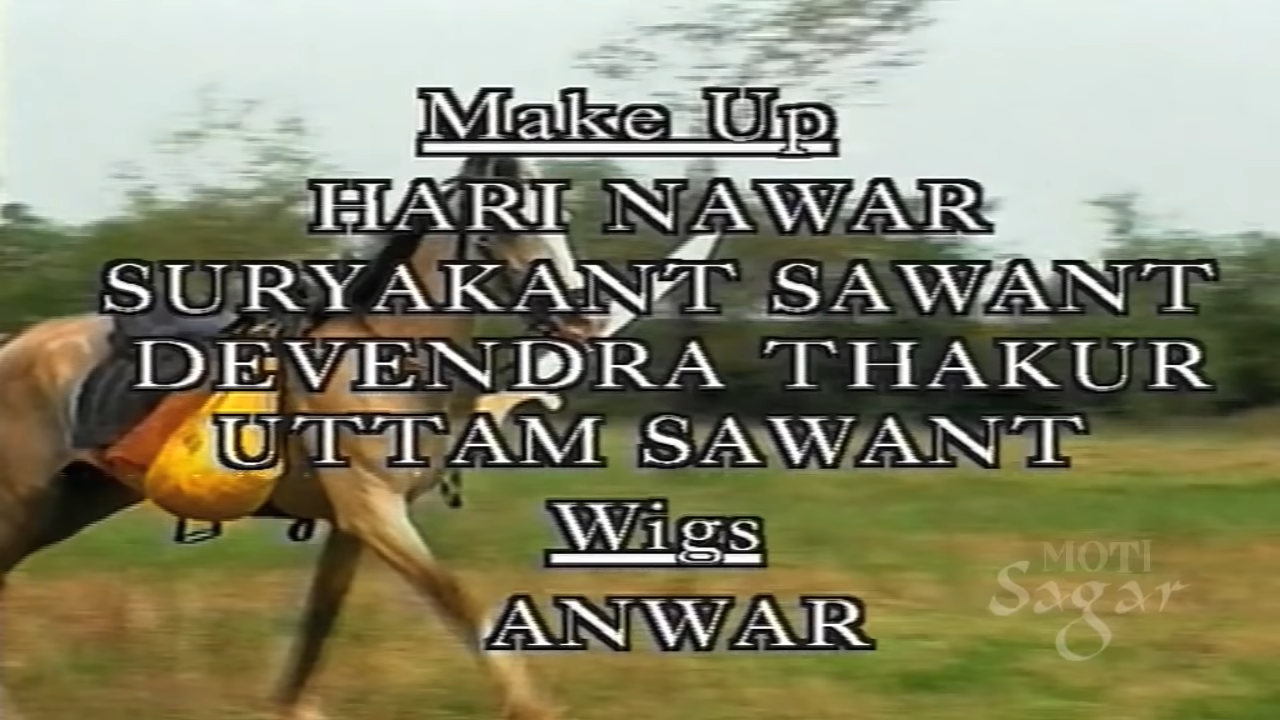 Make Up
HARI NAWAR
SURYAKANT SAWANT
DEVENDRA THAKUR
UTTAM SAWANT
Wigs
ANWAR
MOTI
Sagar